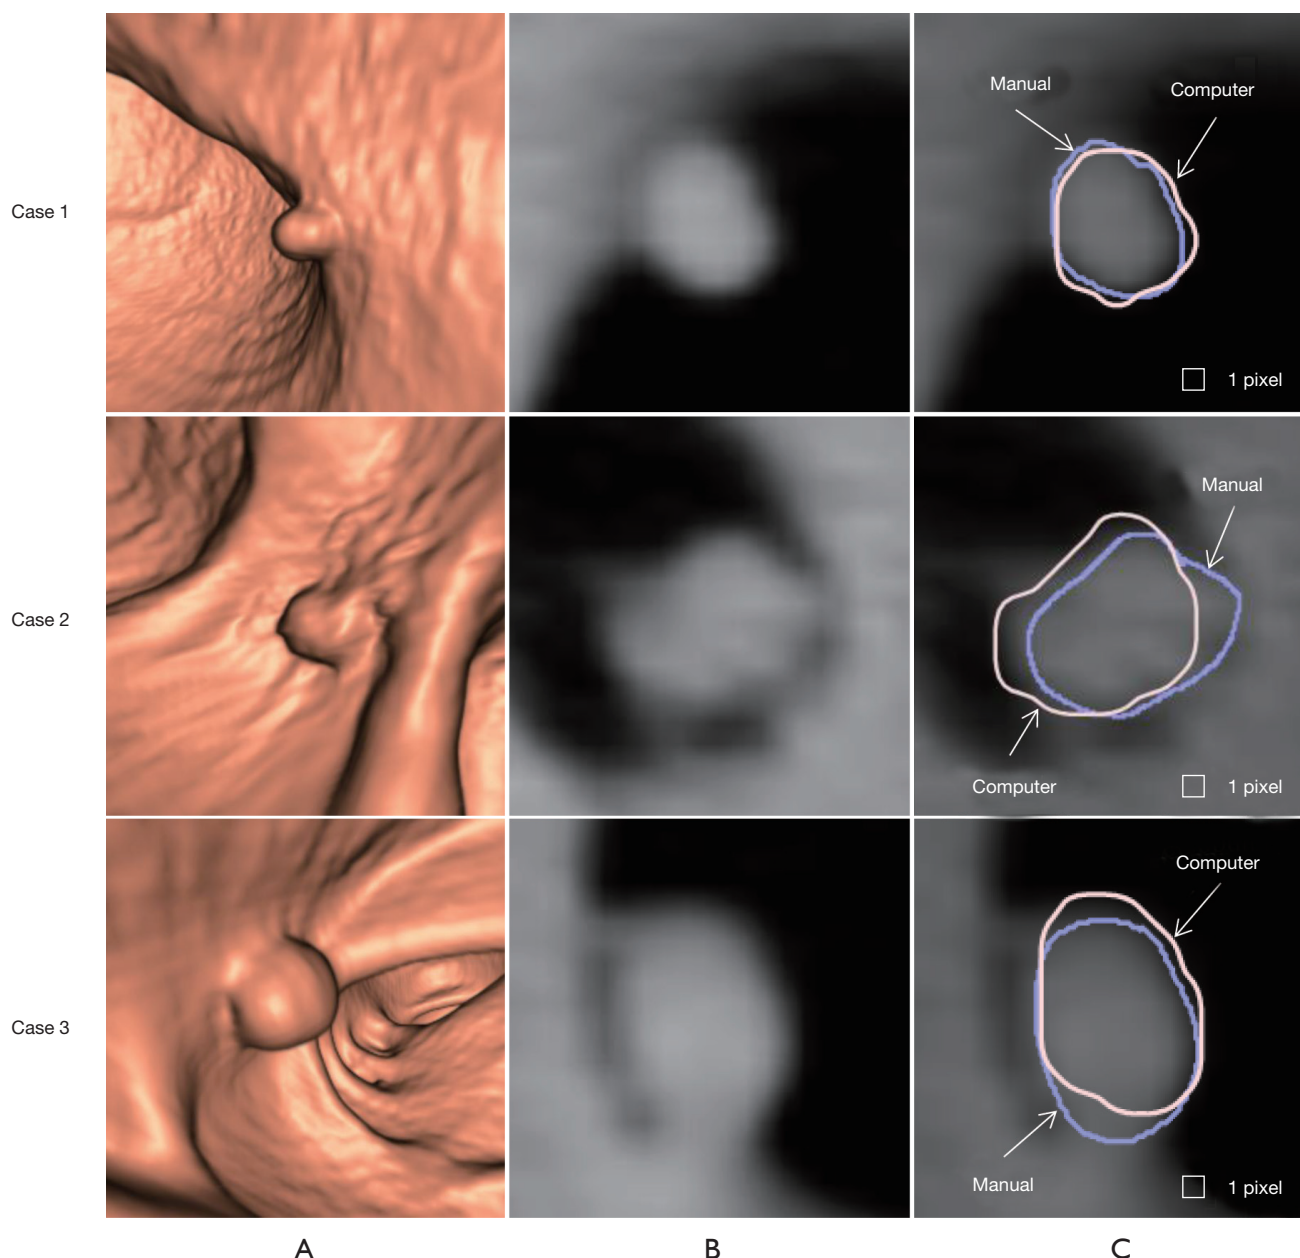 Case 1
Manual
Computer
1 pixel
Case 2
Manual
Computer
1 pixel
Case 3
Computer
Manual
1 pixel
A
B
C